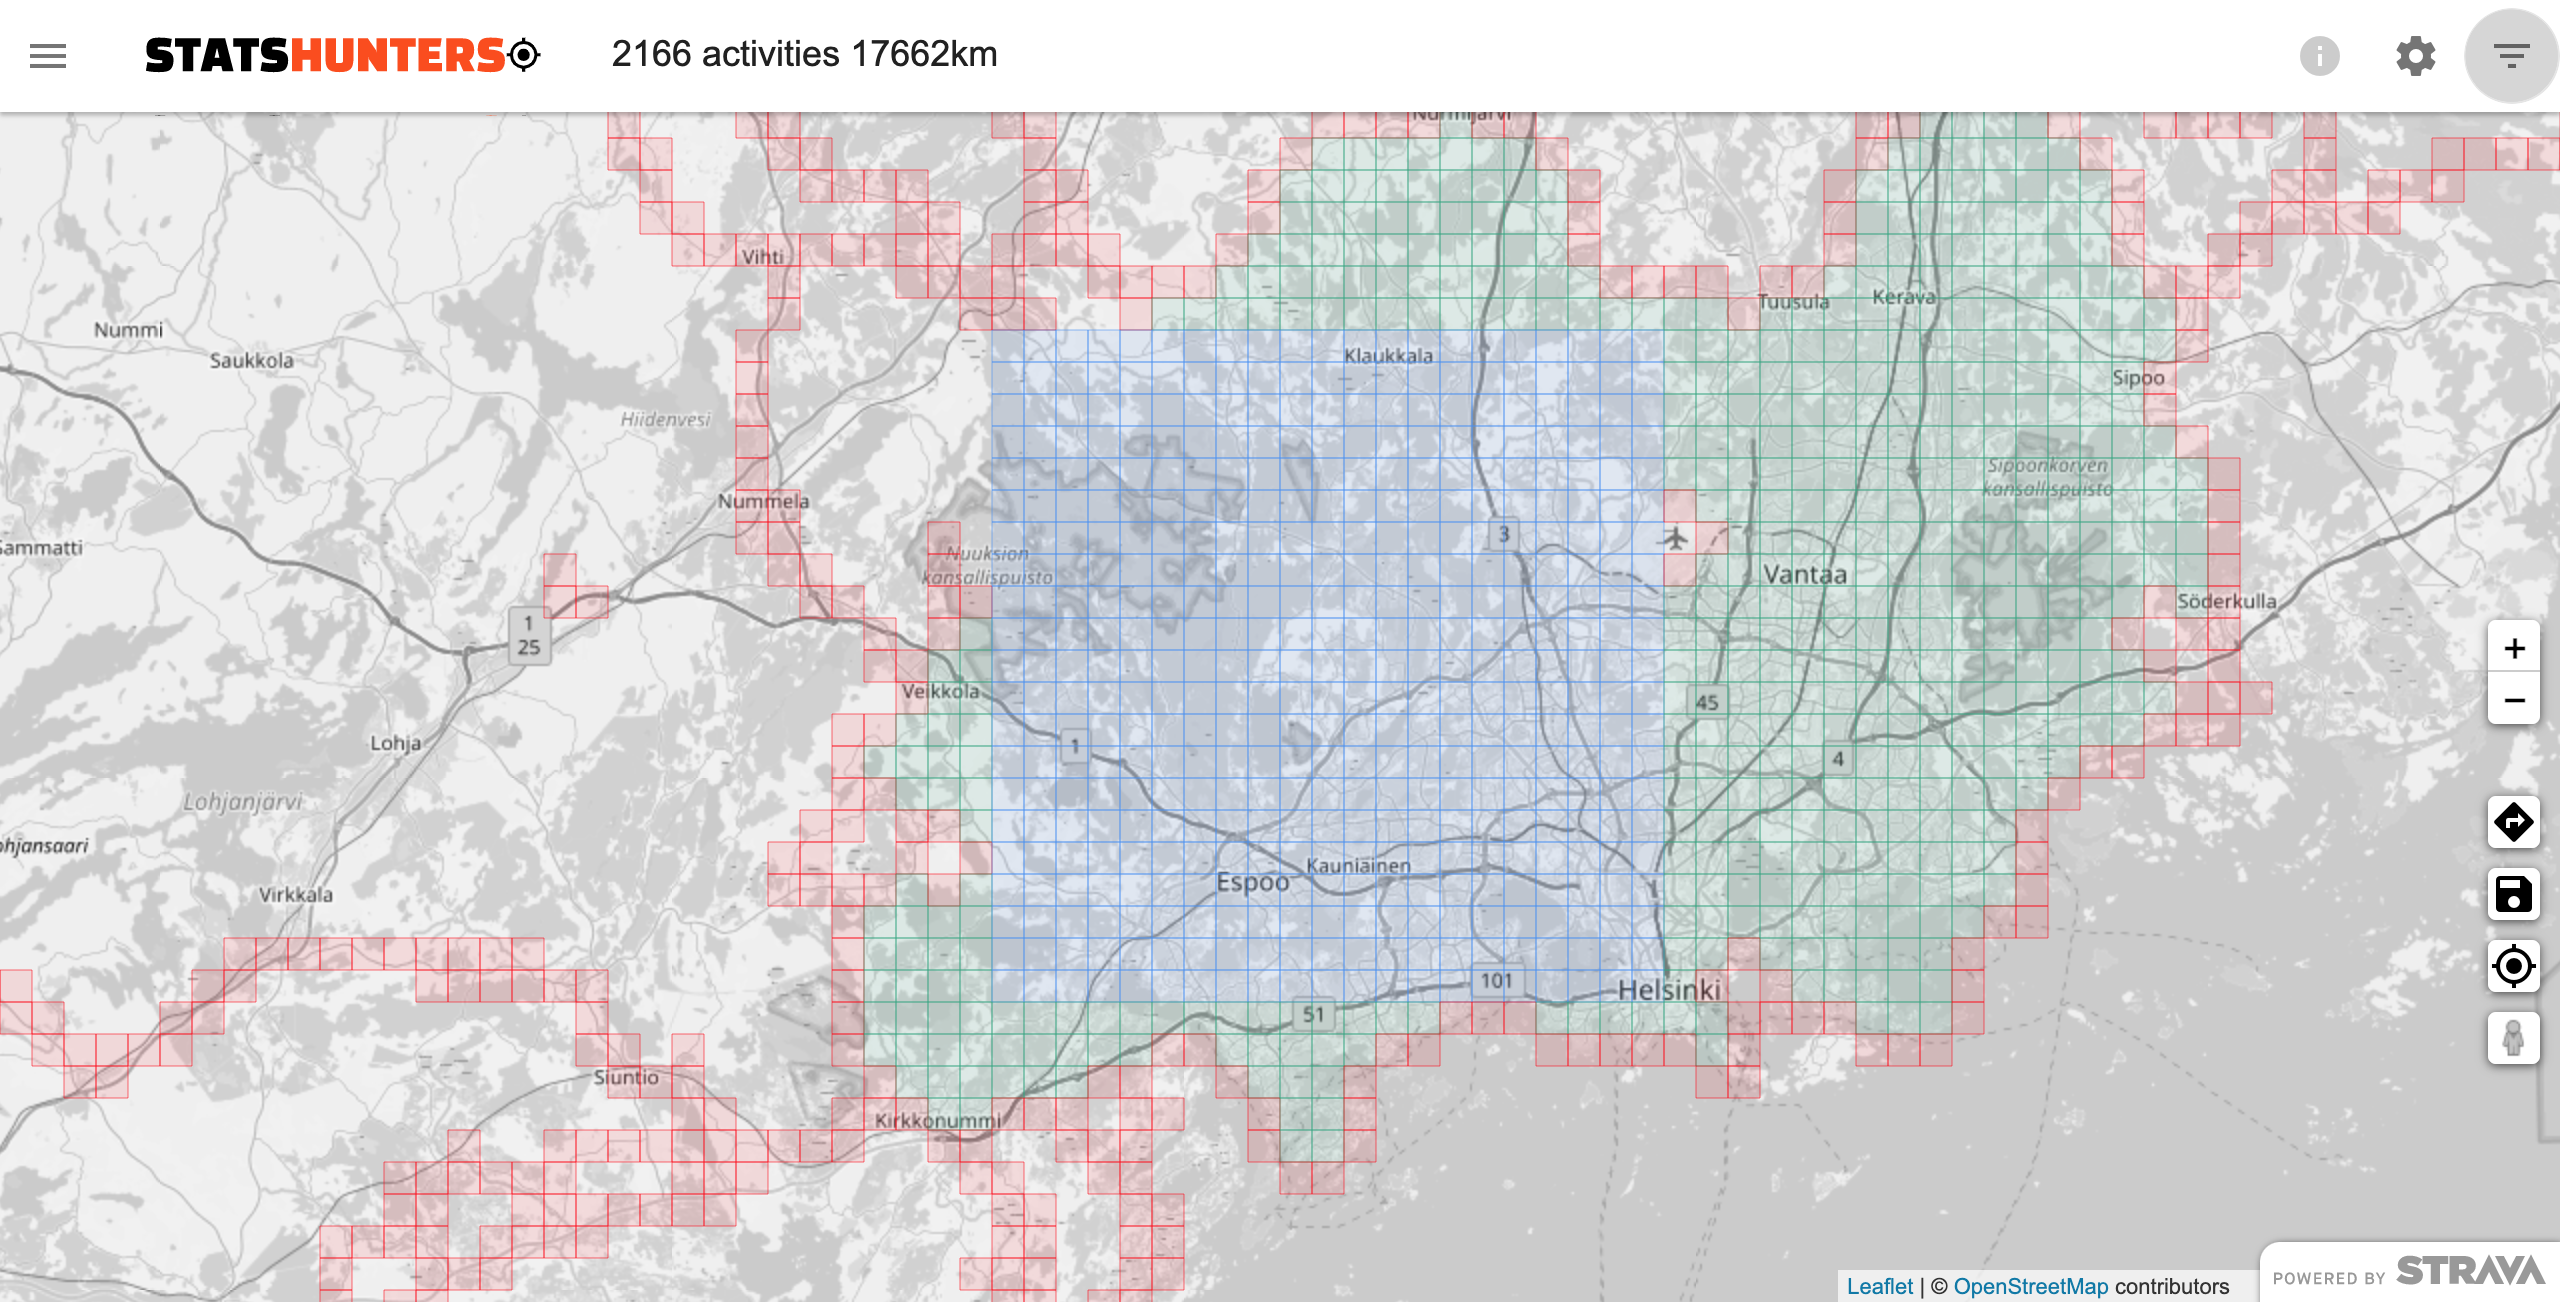 STATSHUNTERS
2166 activities 17662km
Nurmijärvi
Vihti
Tuusula
Kerava
Nummi
Saukkola
Klaukkala
Sipoo
Hiidenvesi
Sipoonkorven
kansallispuisto
Nummela
3
Sammatti
Nuuksion
kansallispuisto
Vantaa
Söderkulla
1
25
Veikkola
45
Lohja
1
4
Lohjanjärvi
Kauniainen
Espoo
Virkkala
101
Helsinki
51
Siuntio
Kirkkonummi
+
−
Leaflet | © OpenStreetMap contributors
POWERED BY STRAVA